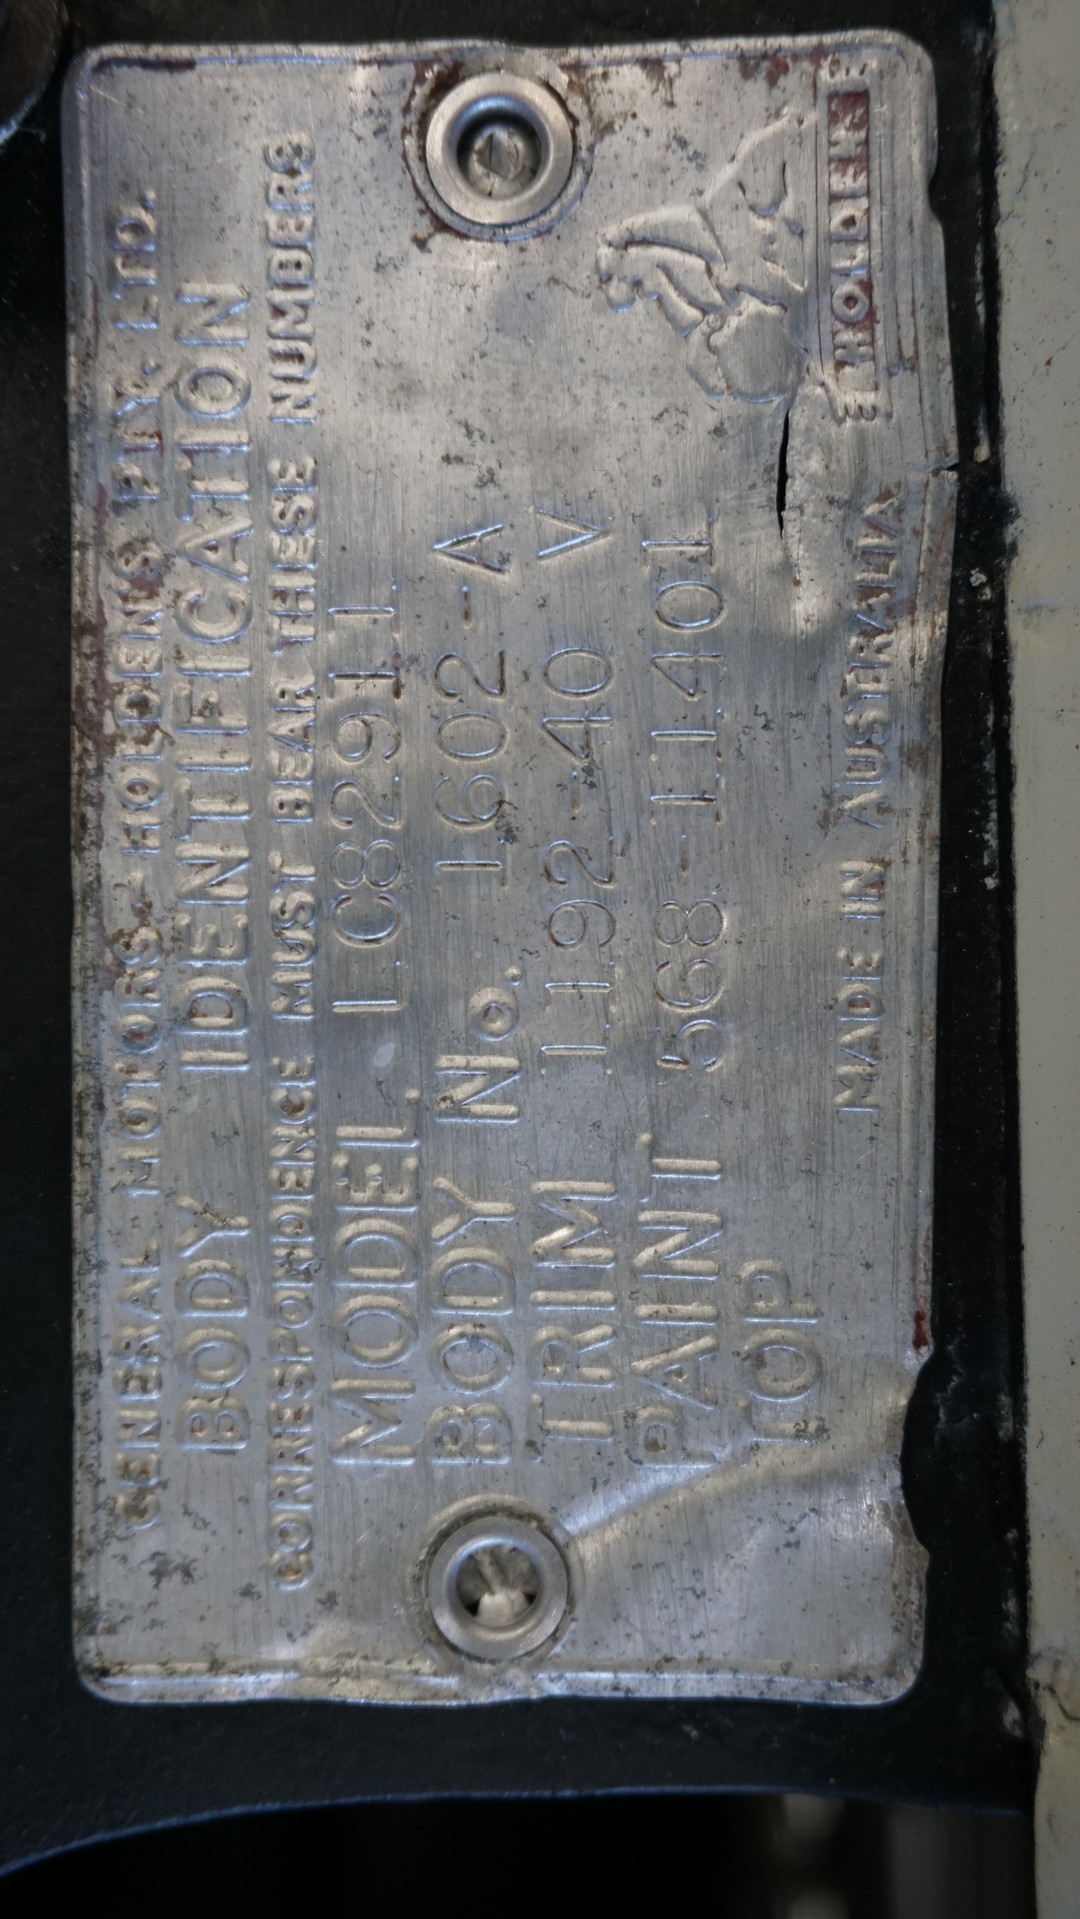 GENERAL MOTORS-HOLDEN'S PTY. LTD.
BODY IDENTIFICATION
CORRESPONDENCE MUST BEAR THESE NUMBERS
MODEL LC82911
BODY No. 1602-A
TRIM 1192-40 V
PAINT 568-11401
TOP
MADE IN AUSTRALIA
HOLDEN